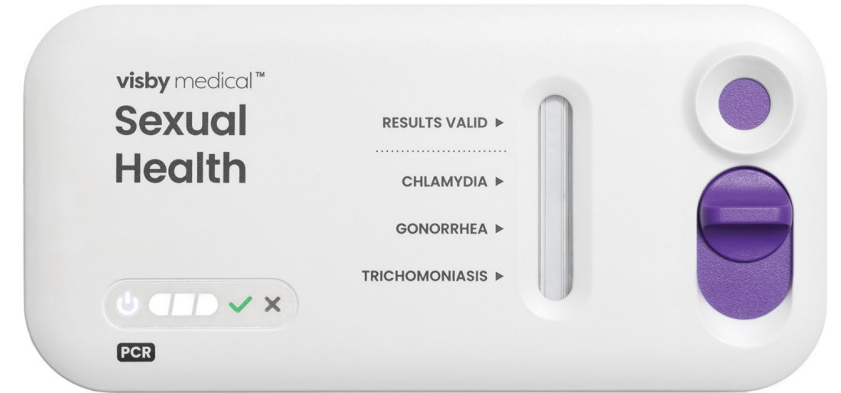 visby medical™
Sexual
Health
RESULTS VALID ▶
CHLAMYDIA ▶
GONORRHEA ▶
TRICHOMONIASIS ▶
PCR